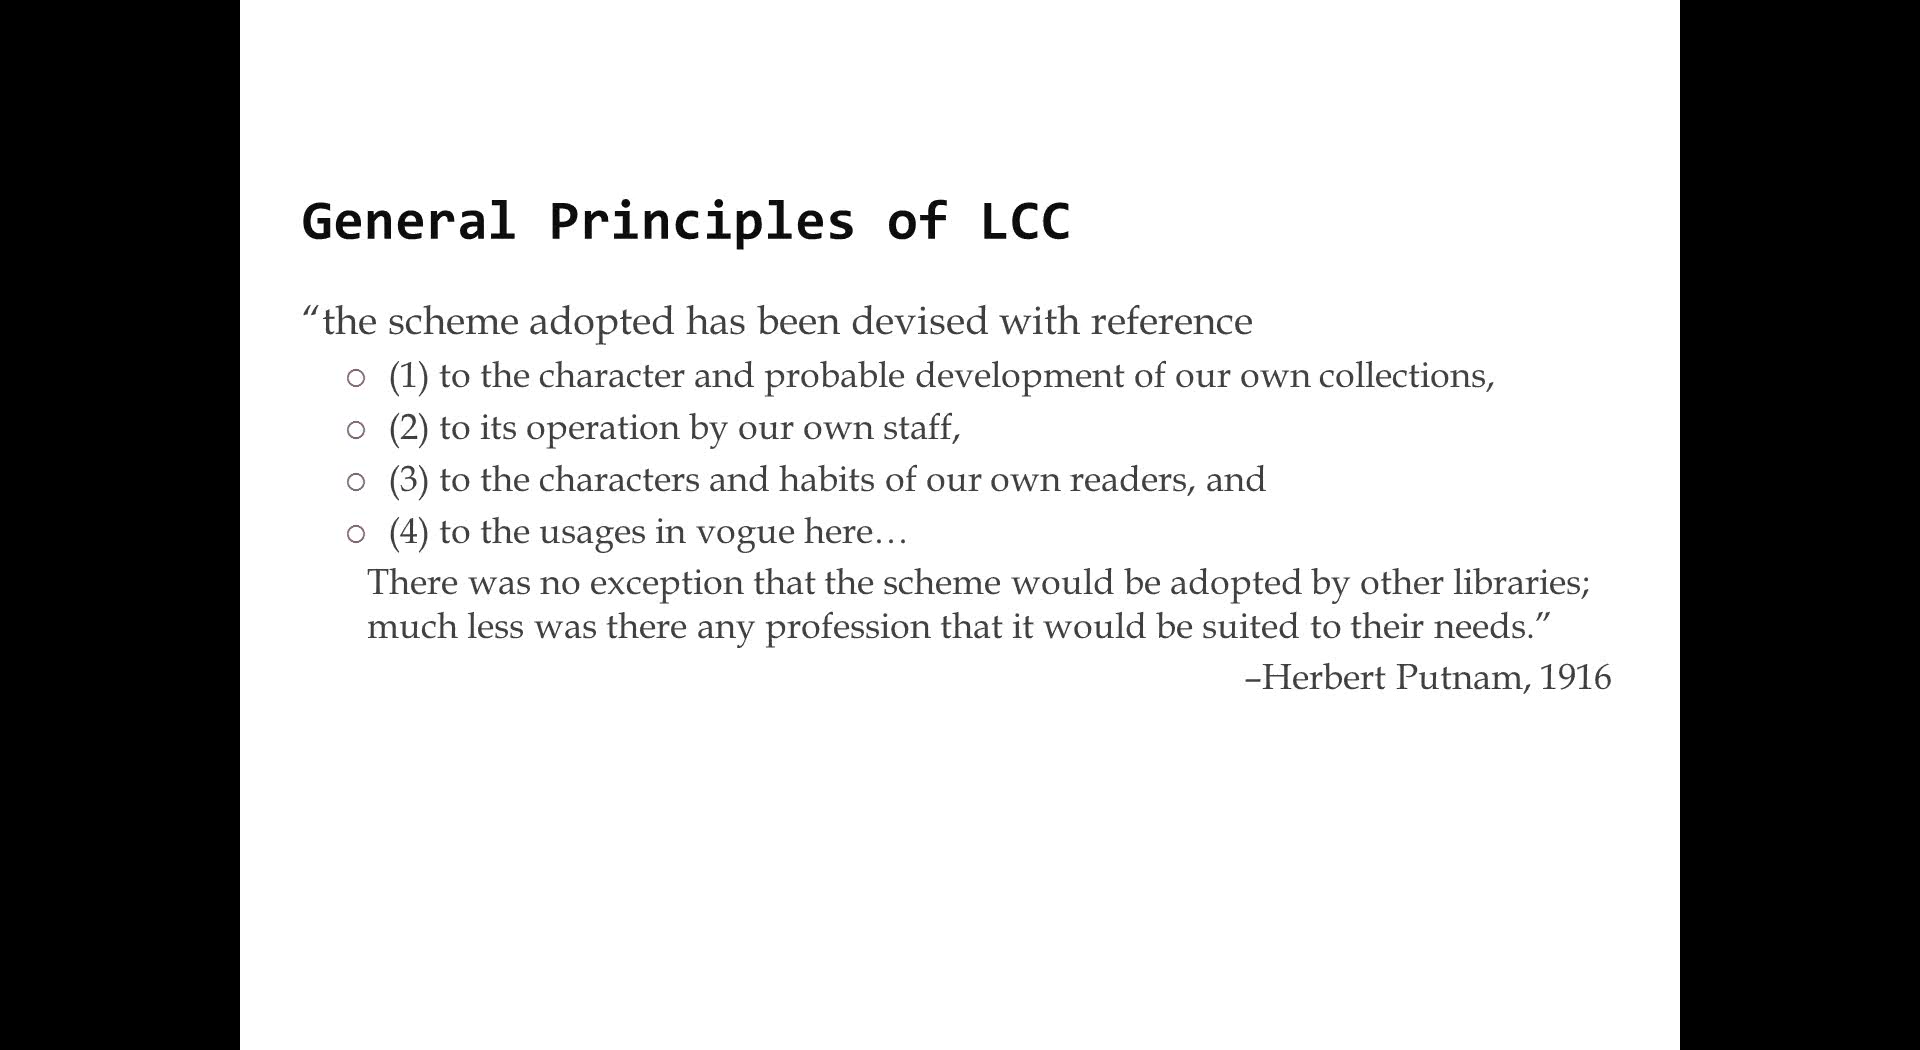 General Principles of LCC
“the scheme adopted has been devised with reference
○ (1) to the character and probable development of our own collections,
○ (2) to its operation by our own staff,
○ (3) to the characters and habits of our own readers, and
○ (4) to the usages in vogue here…
There was no exception that the scheme would be adopted by other libraries;
much less was there any profession that it would be suited to their needs.”
–Herbert Putnam, 1916